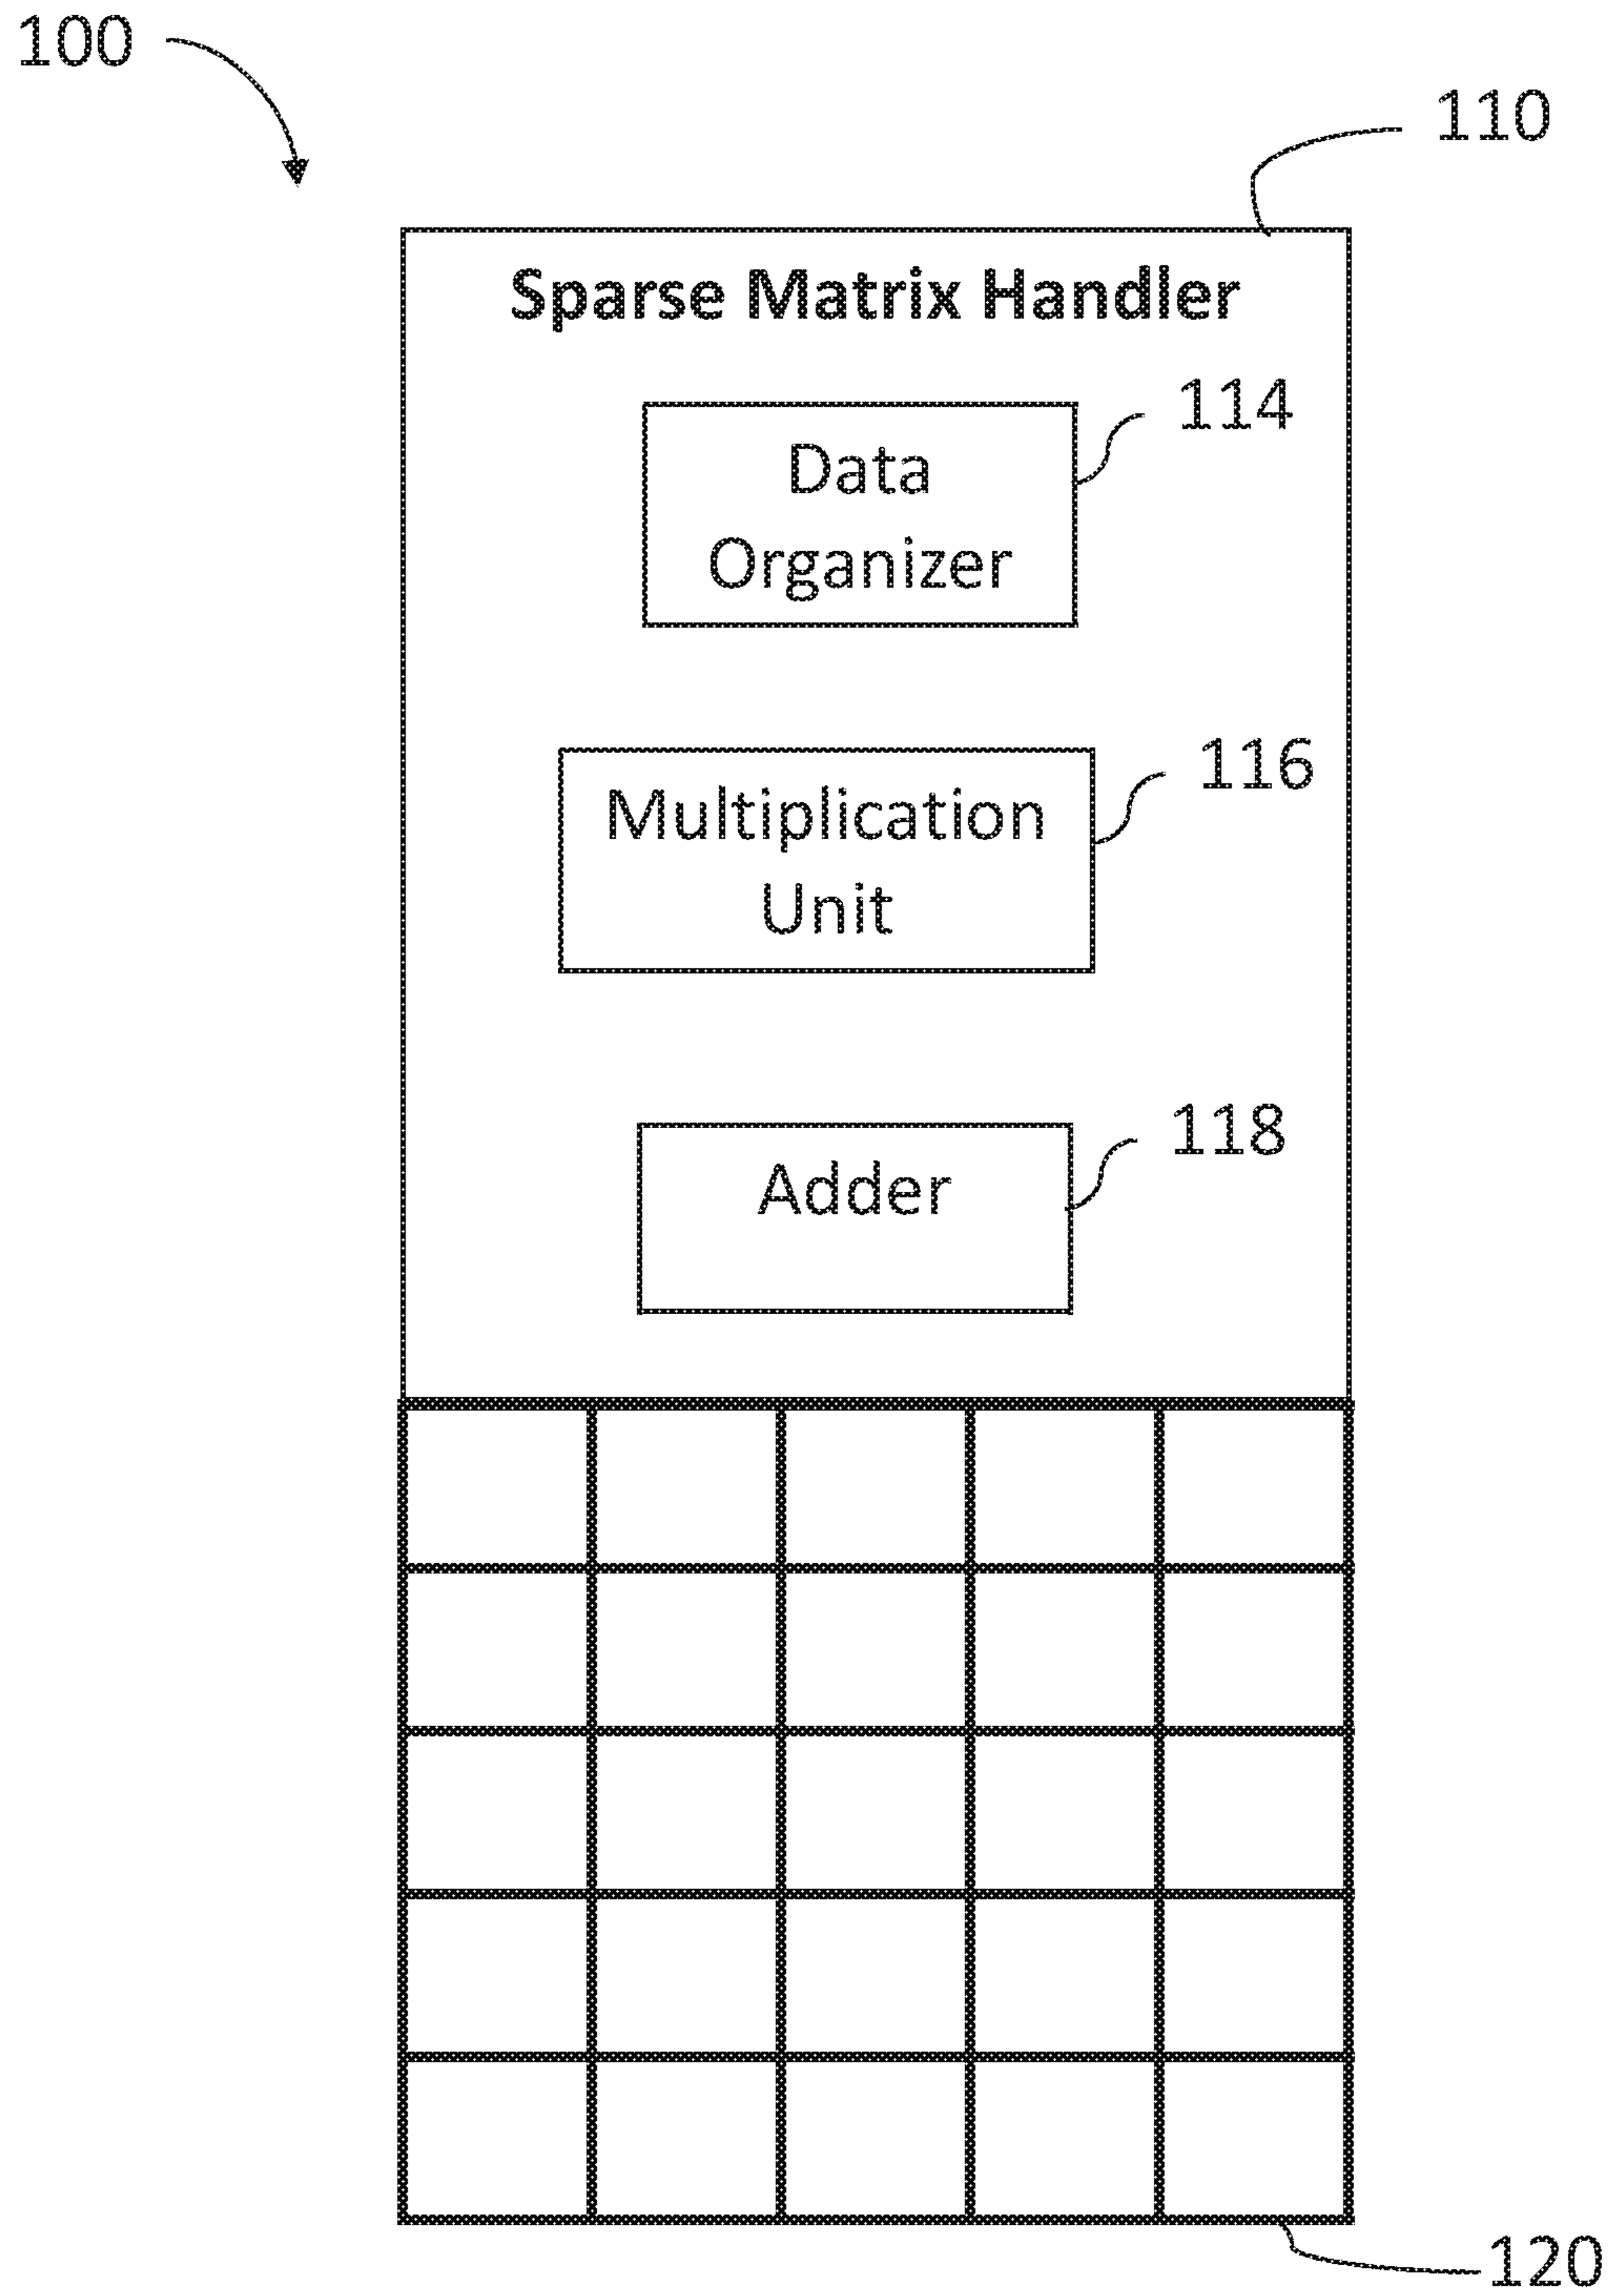 100
110
Sparse Matrix Handler
114
Data
Organizer
116
Multiplication
Unit
118
Adder
120